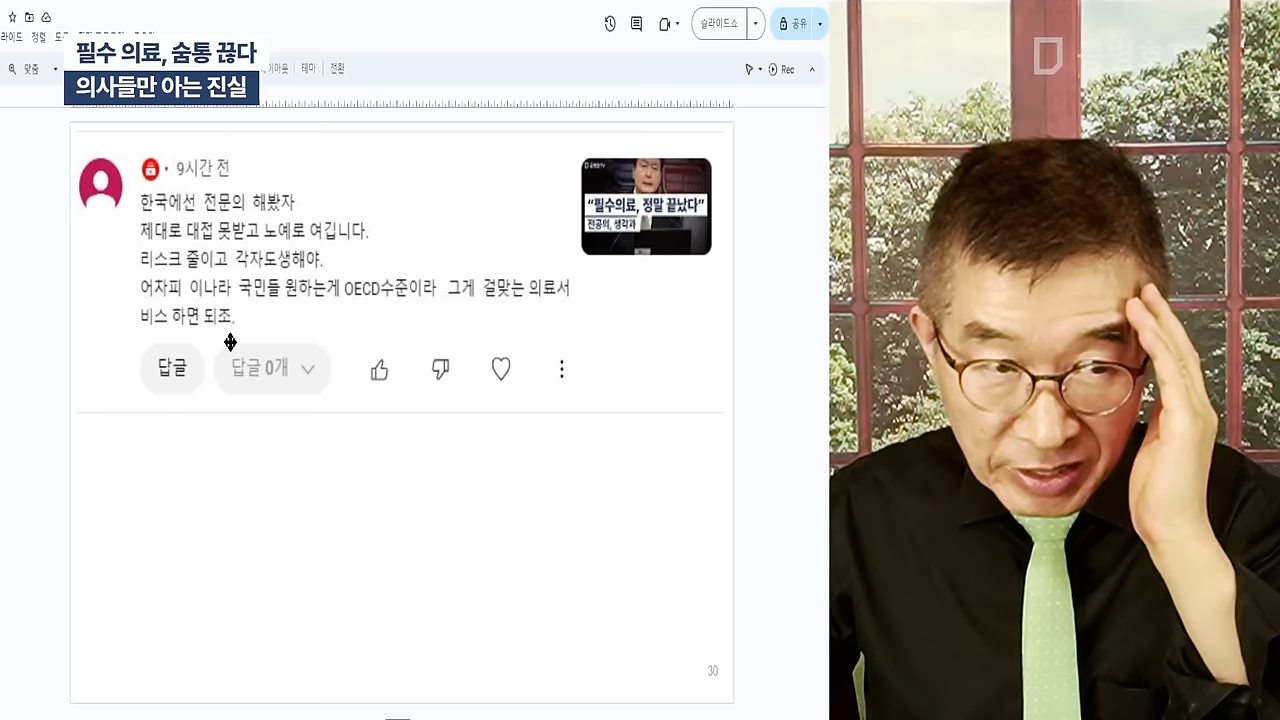 슬라이드쇼
공유
라이드 정렬
맞춤
테마
전환
Rec
필수 의료, 숨통 끊다
의사들만 아는 진실
9시간 전
한국에선 전문의 해봤자
제대로 대접 못받고 노예로 여깁니다.
리스크 줄이고 각자도생해야.
어자피 이나라 국민들 원하는게 OECD수준이라 그게 걸맞는 의료서
비스 하면 되죠.
답글
답글 0개
“필수의료, 정말 끝났다”
전공의, 생각과
30